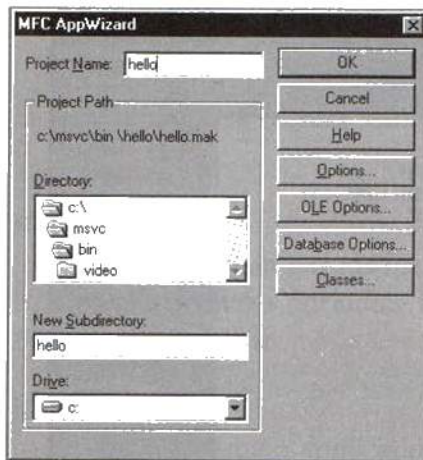 MFC AppWizard
Project Name: hello
OK
Project Path
Cancel
c:\msvc\bin \hello\hello.mak
Help
Directory:
Options...
c:\
OLE Options...
msvc
bin
Database Options...
video
Classes...
New Subdirectory:
hello
Drive:
c: